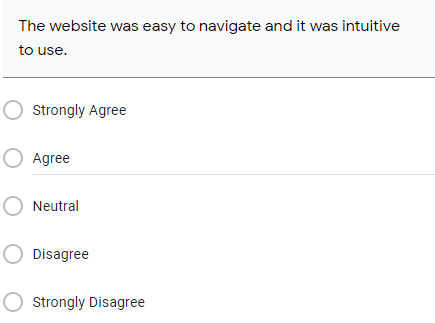 The website was easy to navigate and it was intuitive
to use.
Strongly Agree
Agree
Neutral
Disagree
Strongly Disagree